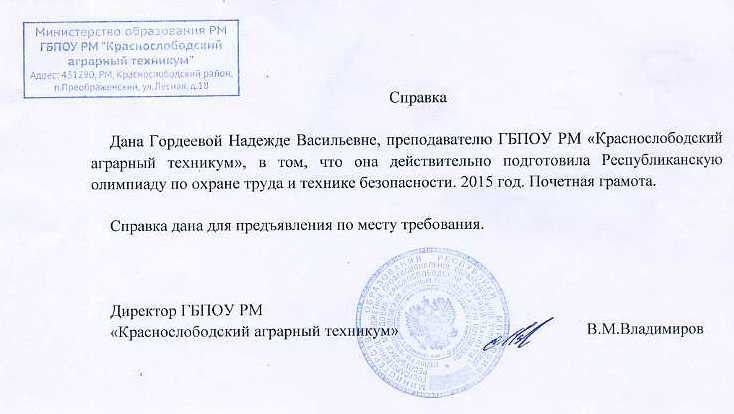 Министерство образования РМ
ГБПОУ РМ "Краснослободский
аграрный техникум"
Адрес: 431290, РМ, Краснослободский район,
п.Преображенский, ул.Лесная, д.18
Справка
Дана Гордеевой Надежде Васильевне, преподавателю ГБПОУ РМ «Краснослободский
аграрный техникум», в том, что она действительно подготовила Республиканскую
олимпиаду по охране труда и технике безопасности. 2015 год. Почетная грамота.
Справка дана для предъявления по месту требования.
Директор ГБПОУ РМ
«Краснослободский аграрный техникум»
В.М.Владимиров